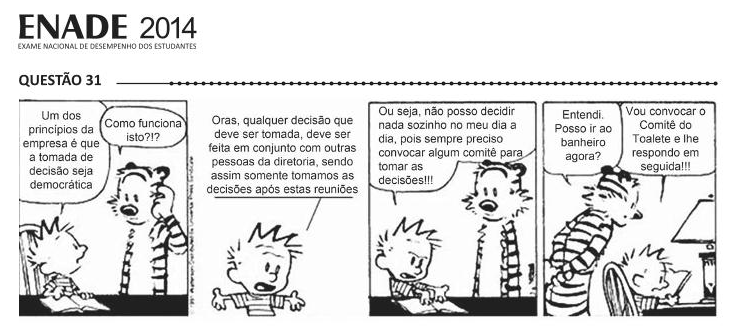 ENADE 2014
EXAME NACIONAL DE DESEMPENHO DOS ESTUDANTES
QUESTÃO 31
Um dos
princípios da
empresa é que
a tomada de
decisão seja
democrática
Como funciona
isto?!?
Oras, qualquer decisão que
deve ser tomada, deve ser
feita em conjunto com outras
pessoas da diretoria, sendo
assim somente tomamos as
decisões após estas reuniões
Ou seja, não posso decidir
nada sozinho no meu dia a
dia, pois sempre preciso
convocar algum comitê para
tomar as
decisões!!!
Entendi.
Posso ir ao
banheiro
agora?
Vou convocar o
Comitê do
Toalete e lhe
respondo em
seguida!!!